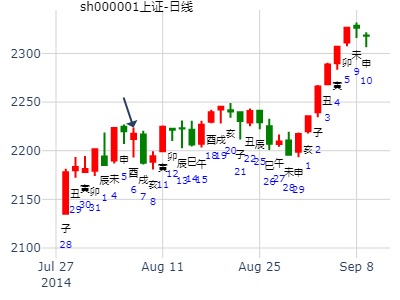 sh000001上证-日线
2300
2250
2200
2150
2100
子
28
丑
29
寅
30
卯
31
辰
1
未
4
申
5
酉
6
戌
7
亥
8
寅
11
卯
12
辰
13
巳
14
午
15
酉
18
戌
19
亥
20
子
21
丑
22
辰
25
巳
26
午
27
未
28
申
29
亥
1
子
2
丑
3
寅
4
卯
5
未
9
申
10
Jul 27
2014
Aug 11
Aug 25
Sep 8